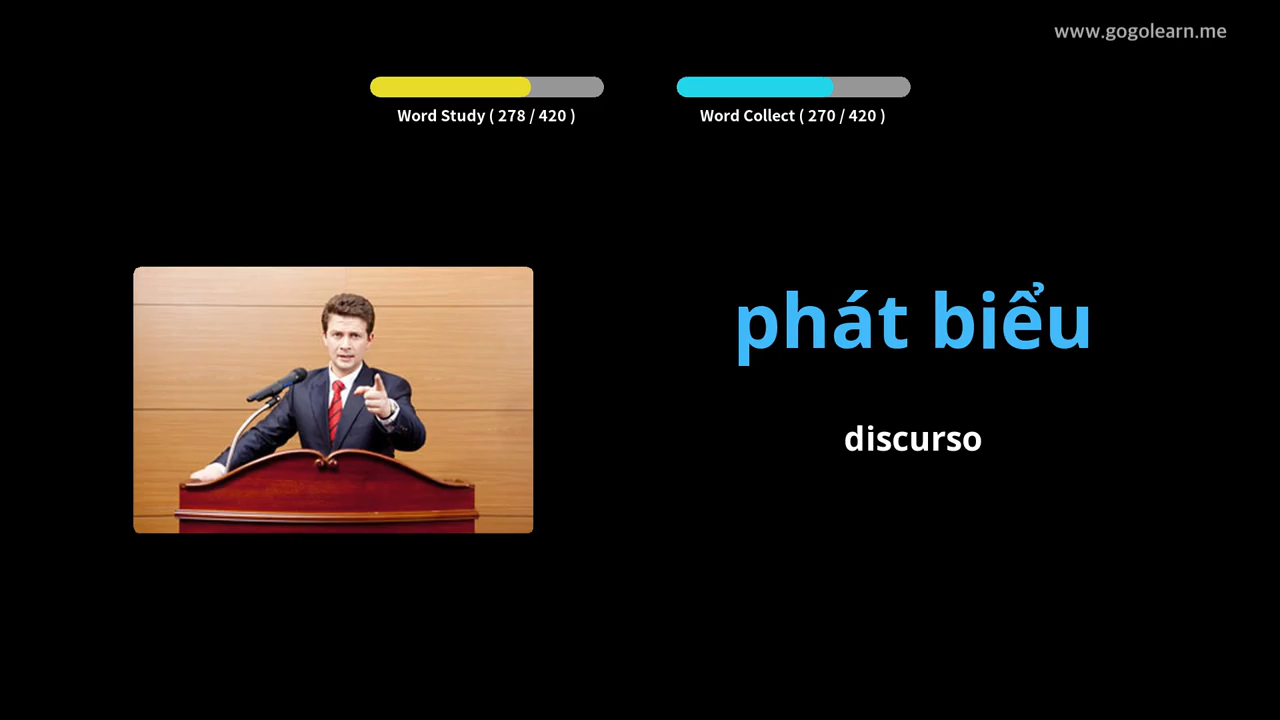 www.gogolearn.me
Word Study ( 278 / 420 )
Word Collect ( 270 / 420 )
phát biểu
discurso